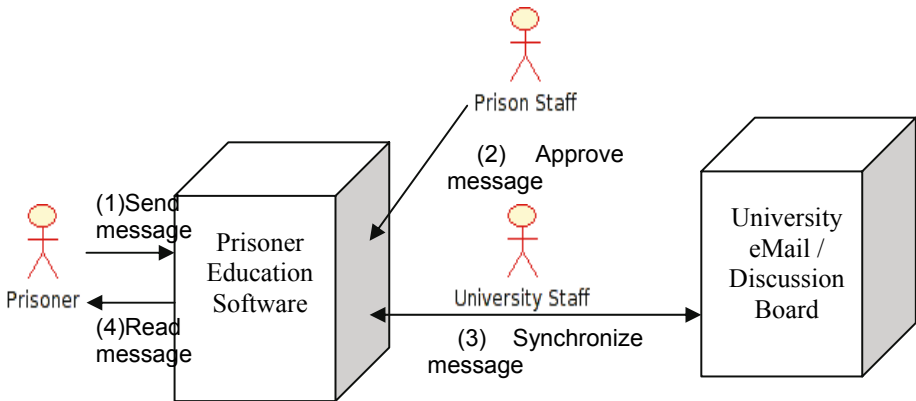 Prison Staff
(2) Approve
message
(1)Send
message
Prisoner
Prisoner
Education
Software
(4)Read
message
University Staff
(3) Synchronize
message
University
eMail /
Discussion
Board